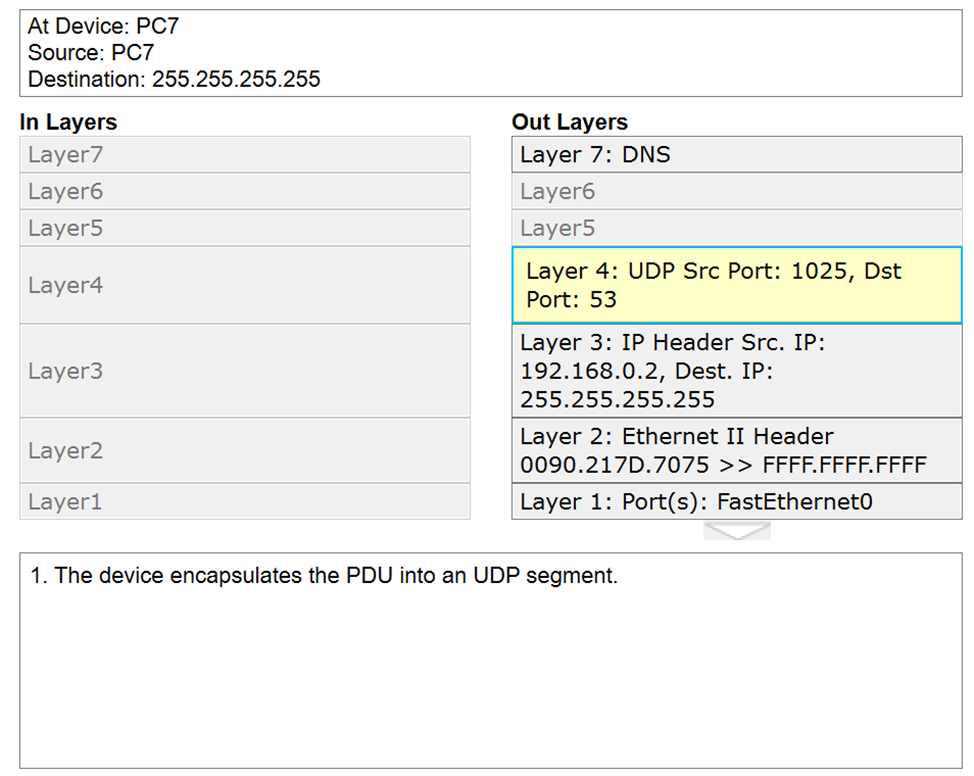 At Device: PC7
Source: PC7
Destination: 255.255.255.255
In Layers
Out Layers
Layer7
Layer 7: DNS
Layer6
Layer6
Layer5
Layer5
Layer4
Layer 4: UDP Src Port: 1025, Dst
Port: 53
Layer3
Layer 3: IP Header Src. IP:
192.168.0.2, Dest. IP:
255.255.255.255
Layer2
Layer 2: Ethernet II Header
0090.217D.7075 >> FFFF.FFFF.FFFF
Layer1
Layer 1: Port(s): FastEthernet0
1. The device encapsulates the PDU into an UDP segment.